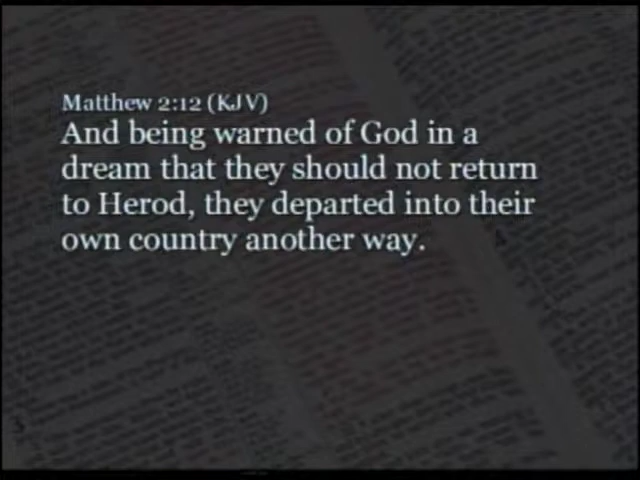 Matthew 2:12 (KJV)
And being warned of God in a
dream that they should not return
to Herod, they departed into their
own country another way.